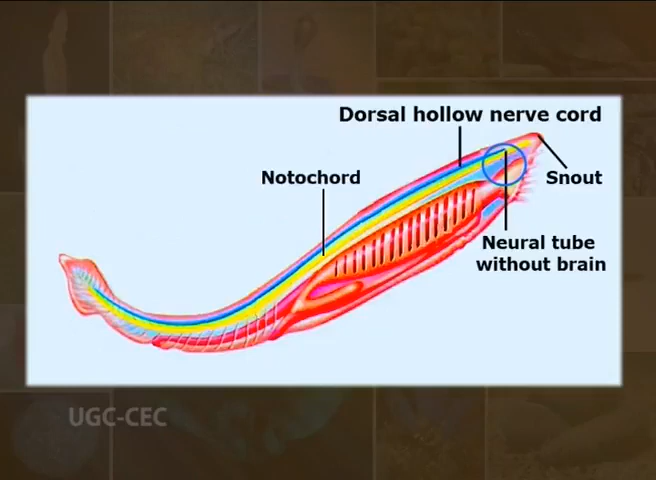 Dorsal hollow nerve cord
Notochord
Snout
Neural tube
without brain
UGC-CEC